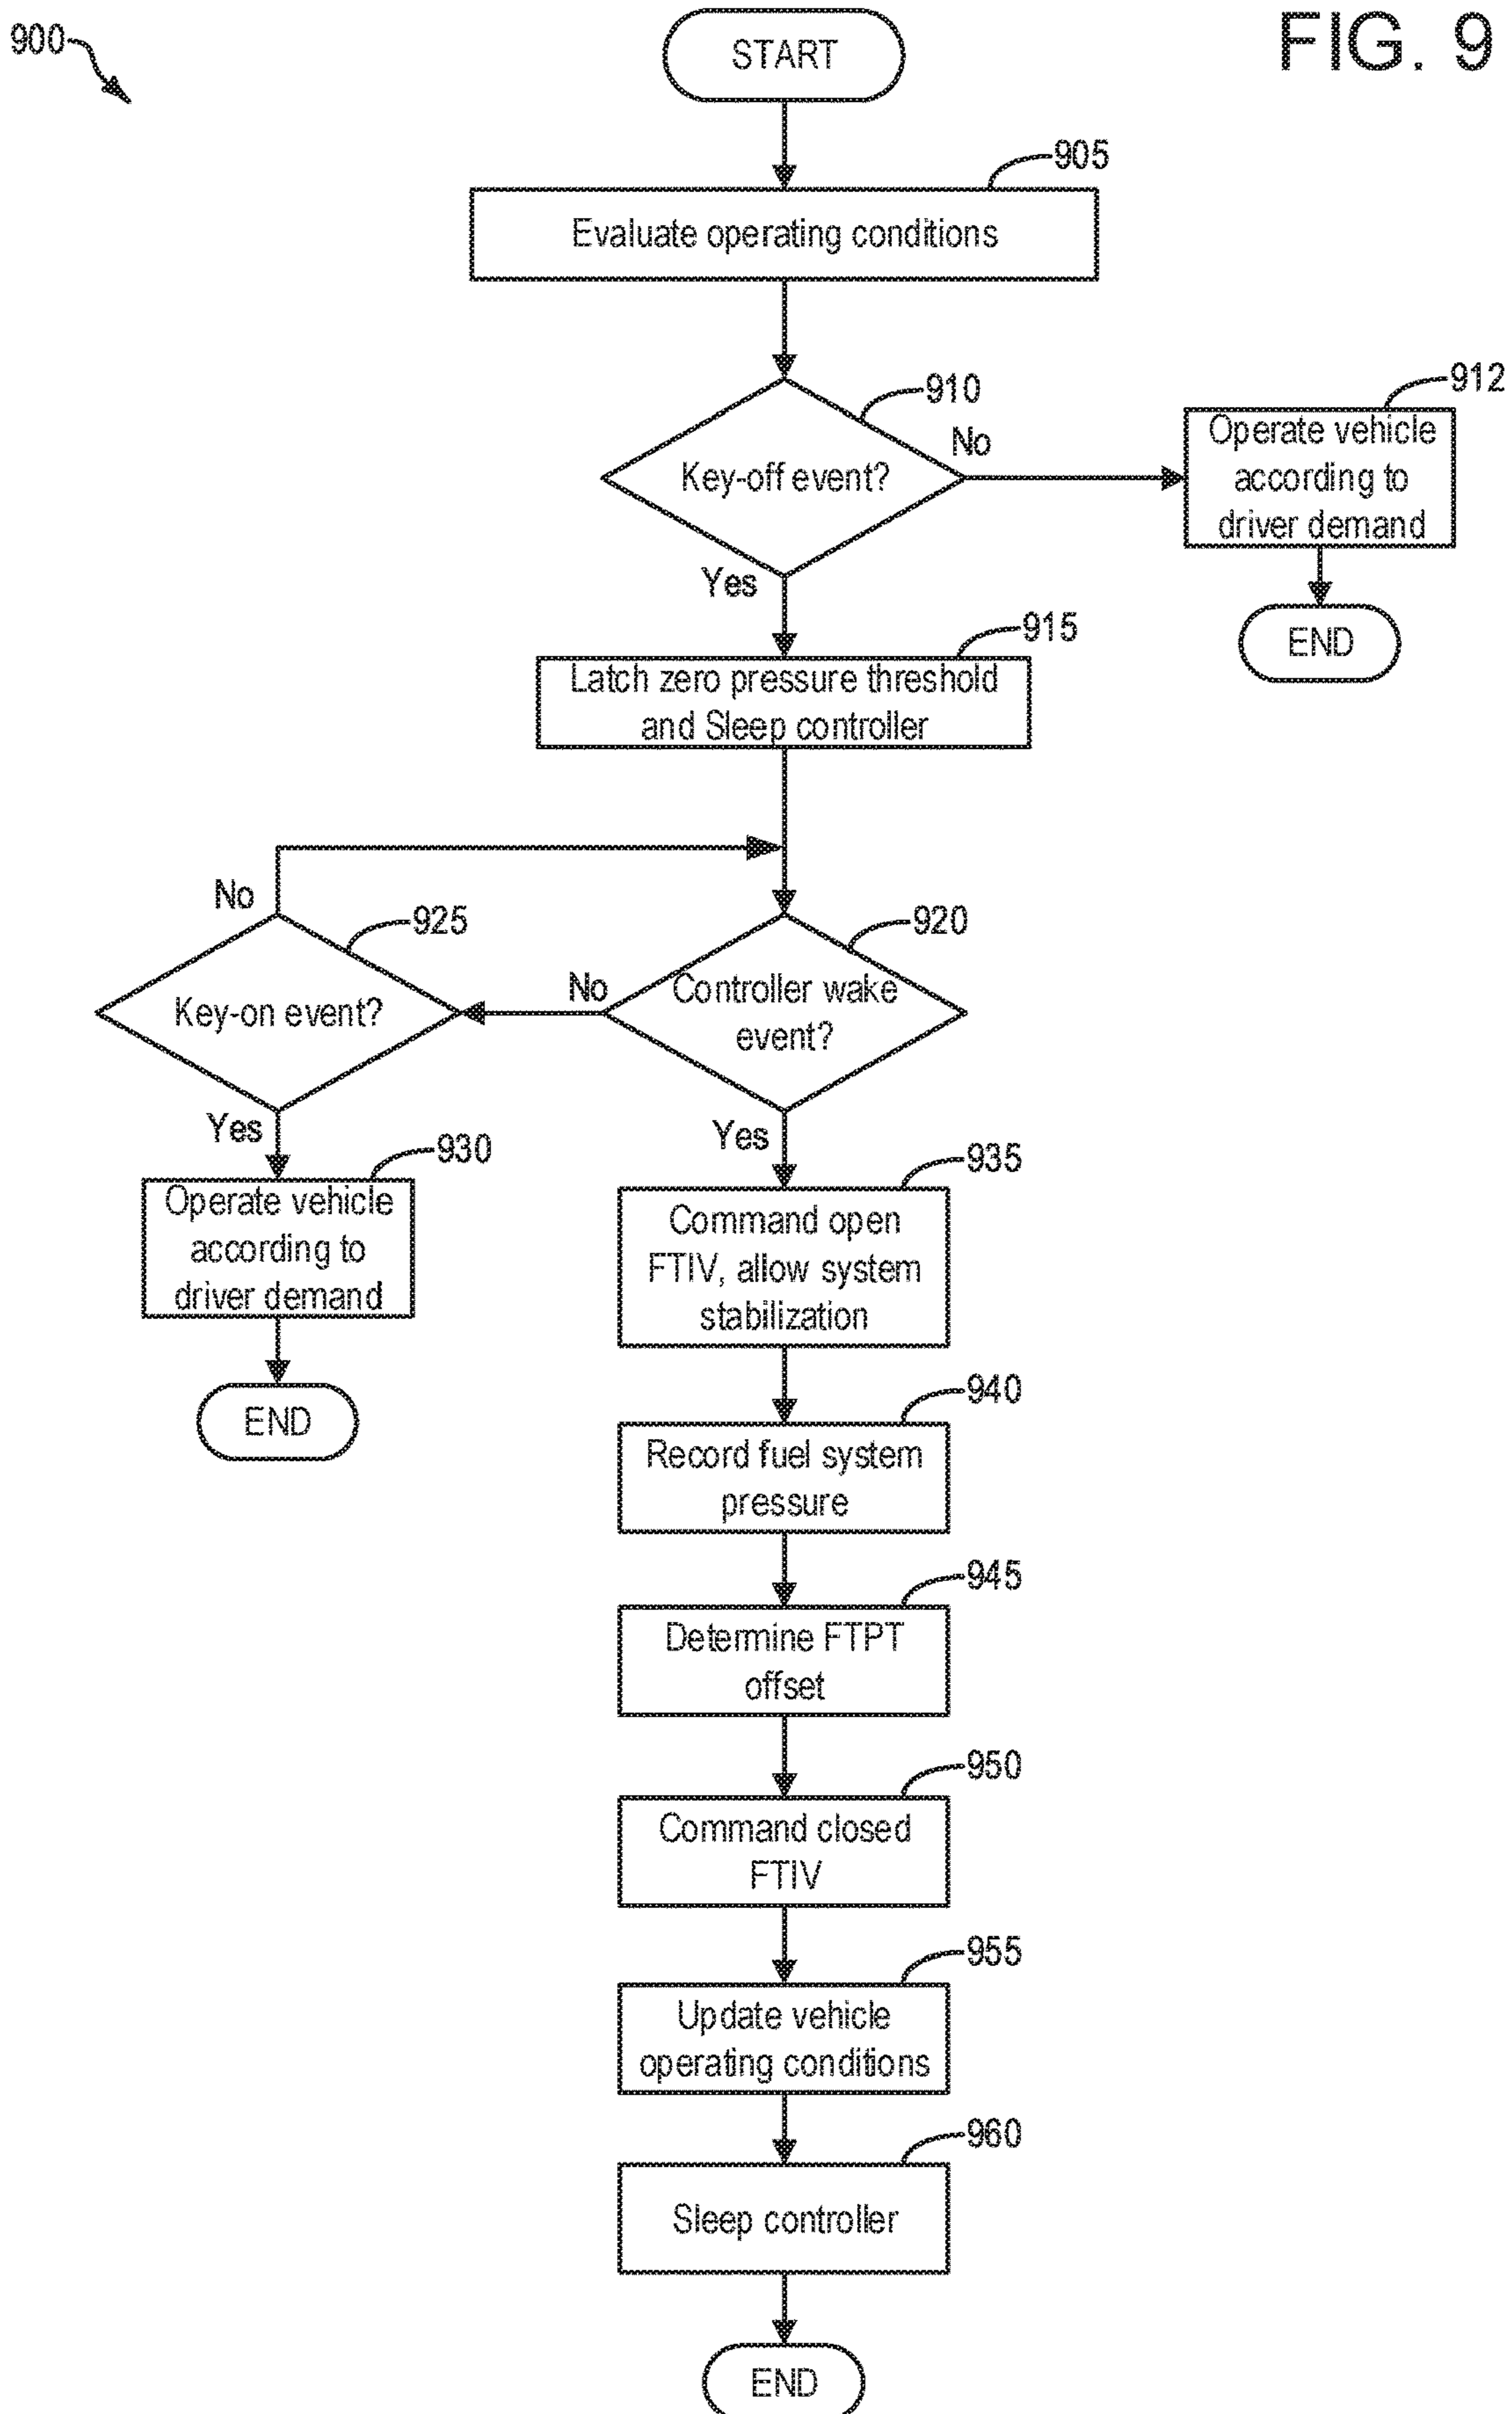 900
FIG. 9
START
905
Evaluate operating conditions
910
Key-off event?
No
912
Operate vehicle
according to
driver demand
END
Yes
915
Latch zero pressure threshold
and Sleep controller
920
Controller wake
event?
No
925
Key-on event?
No
Yes
930
Operate vehicle
according to
driver demand
END
Yes
935
Command open
FTIV, allow system
stabilization
940
Record fuel system
pressure
945
Determine FTPT
offset
950
Command closed
FTIV
955
Update vehicle
operating conditions
960
Sleep controller
END